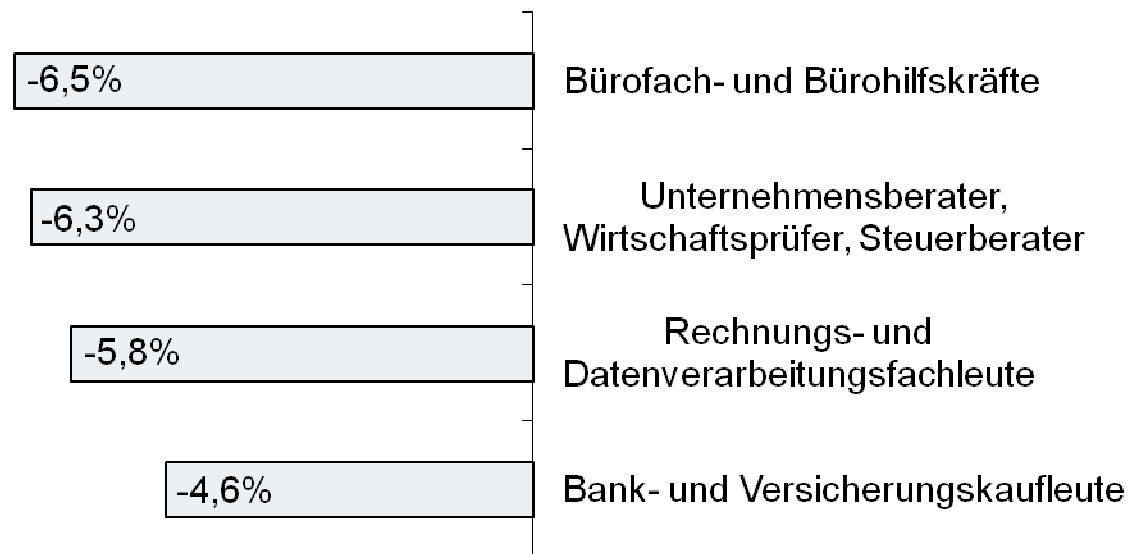 -6,5% Bürofach- und Bürohilfskräfte
Unternehmensberater,
-6,3% Wirtschaftsprüfer, Steuerberater
Rechnungs- und
-5,8% Datenverarbeitungsfachleute
-4,6% Bank- und Versicherungskaufleute